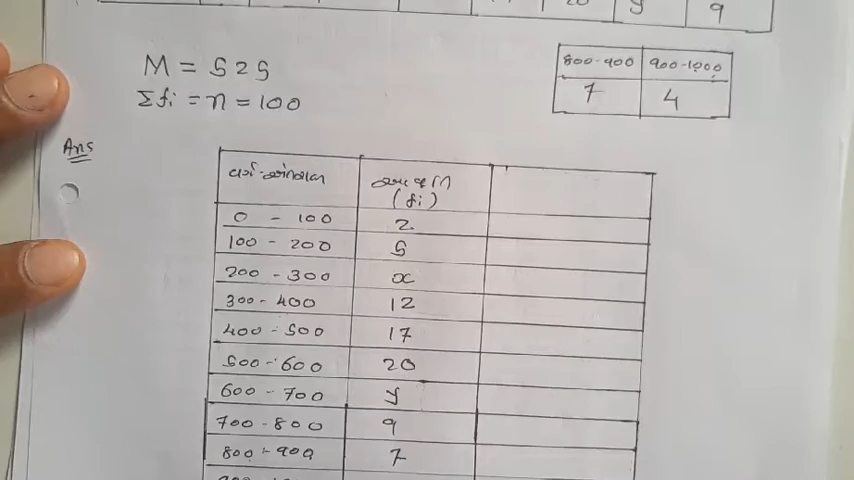 20 y 9
M = 525
Σfi = n = 100
800-900 900-1000
7 4
Ans
વર્ગ-અંતરાલ આવૃત્તિ
(fi)
0 - 100 2
100 - 200 5
200 - 300 x
300 - 400 12
400 - 500 17
500 - 600 20
600 - 700 y
700 - 800 9
800 - 900 7